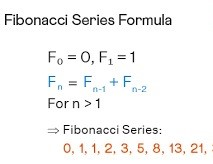 Fibonacci Series Formula
F₀ = 0, F₁ = 1
Fₙ = Fₙ₋₁ + Fₙ₋₂
For n > 1
⇒ Fibonacci Series:
0, 1, 1, 2, 3, 5, 8, 13, 21,